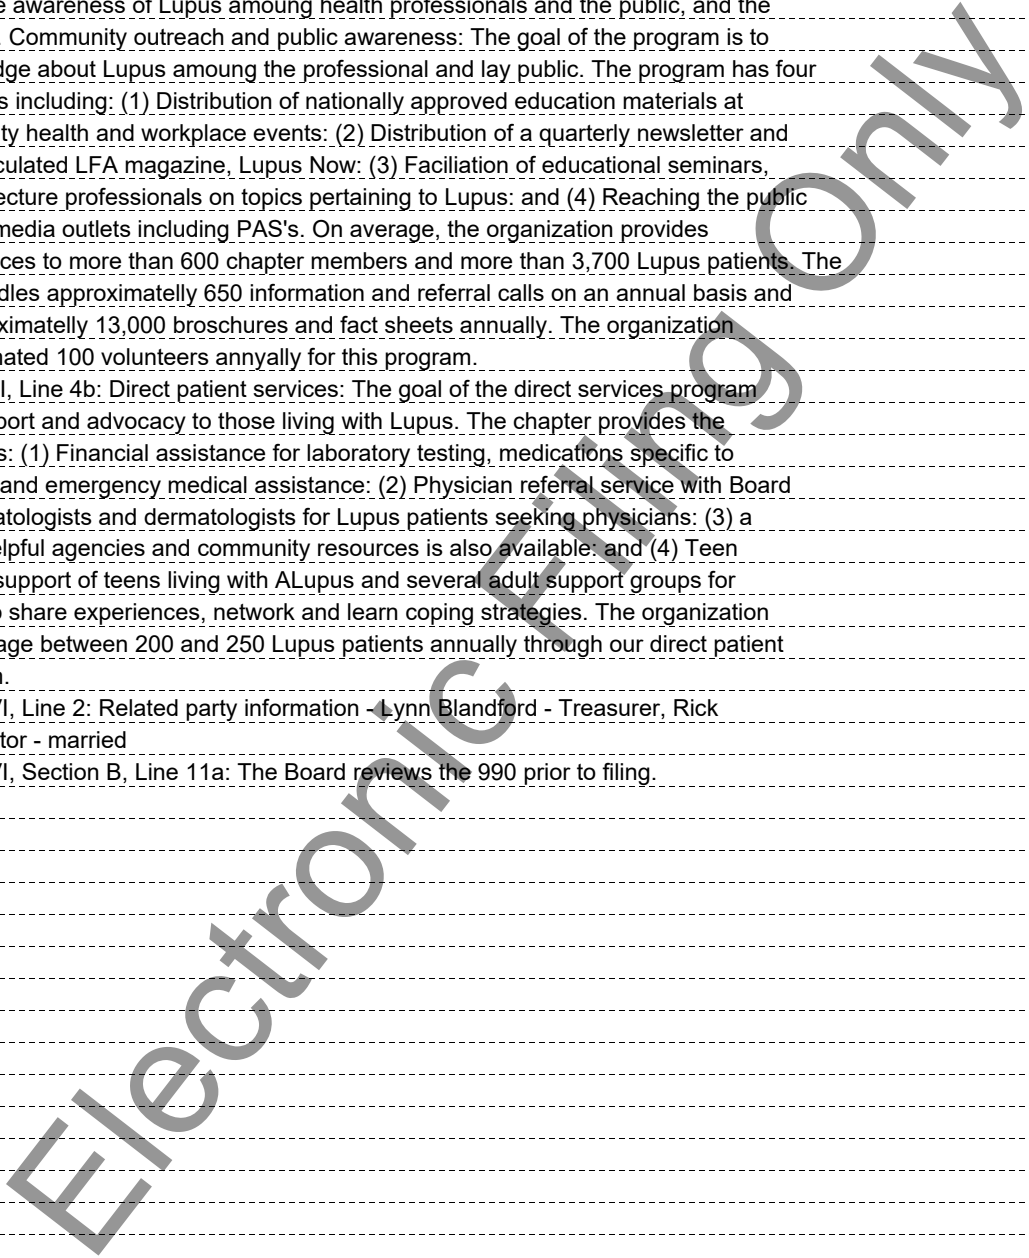 e awareness of Lupus amoung health professionals and the public, and the
. Community outreach and public awareness: The goal of the program is to
dge about Lupus amoung the professional and lay public. The program has four
s including: (1) Distribution of nationally approved education materials at
ty health and workplace events: (2) Distribution of a quarterly newsletter and
culated LFA magazine, Lupus Now: (3) Faciliation of educational seminars,
ecture professionals on topics pertaining to Lupus: and (4) Reaching the public
media outlets including PAS's. On average, the organization provides
ces to more than 600 chapter members and more than 3,700 Lupus patients. The
dles approximatelly 650 information and referral calls on an annual basis and
ximatelly 13,000 broschures and fact sheets annually. The organization
nated 100 volunteers annyally for this program.
I, Line 4b: Direct patient services: The goal of the direct services program
port and advocacy to those living with Lupus. The chapter provides the
s: (1) Financial assistance for laboratory testing, medications specific to
and emergency medical assistance: (2) Physician referral service with Board
atologists and dermatologists for Lupus patients seeking physicians: (3) a
elpful agencies and community resources is also available: and (4) Teen
support of teens living with ALupus and several adult support groups for
o share experiences, network and learn coping strategies. The organization
age between 200 and 250 Lupus patients annually through our direct patient
n.
I, Line 2: Related party information - Lynn Blandford - Treasurer, Rick
tor - married
I, Section B, Line 11a: The Board reviews the 990 prior to filing.
Electronic Filing Only